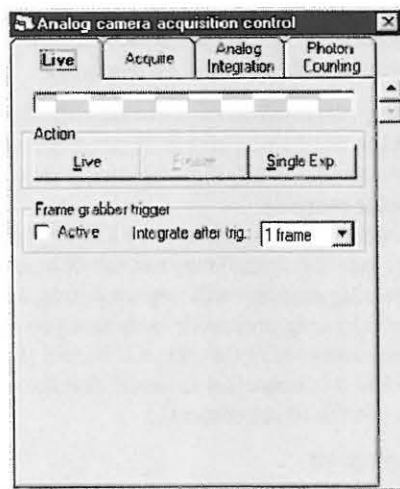 Analog camera acquisition control
Live
Acquire
Analog Integration
Photon Counting
Action
Live
Freeze
Single Exp.
Frame grabber trigger
Active Integrate after trig. 1 frame